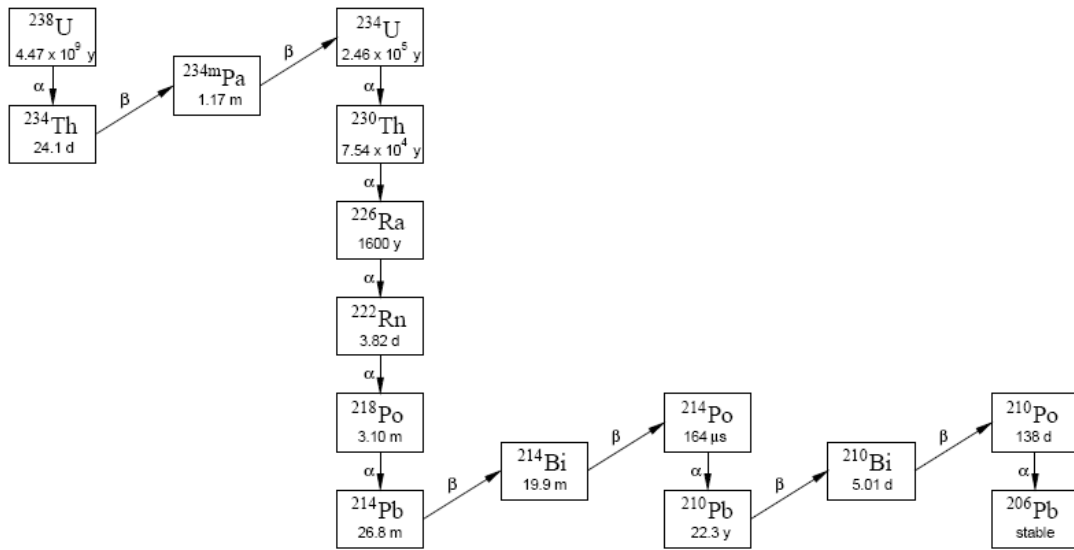 ²³⁸U
4.47 x 10⁹ y
α
²³⁴Th
24.1 d
β
²³⁴ᵐPa
1.17 m
β
²³⁴U
2.46 x 10⁵ y
α
²³⁰Th
7.54 x 10⁴ y
α
²²⁶Ra
1600 y
α
²²²Rn
3.82 d
α
²¹⁸Po
3.10 m
α
²¹⁴Pb
26.8 m
β
²¹⁴Bi
19.9 m
β
²¹⁴Po
164 µs
α
²¹⁰Pb
22.3 y
β
²¹⁰Bi
5.01 d
β
²¹⁰Po
138 d
α
²⁰⁶Pb
stable